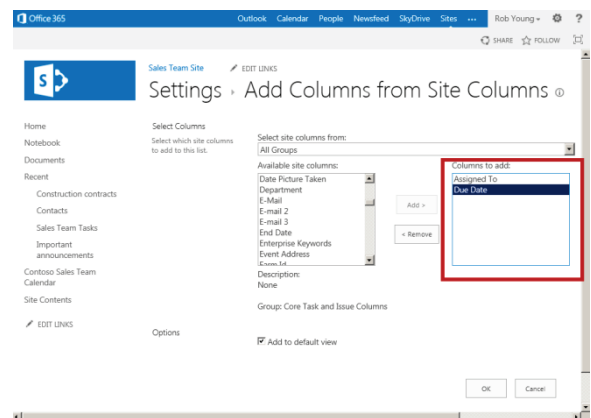 Office 365
Outlook Calendar People Newsfeed SkyDrive Sites ... Rob Young ?
SHARE FOLLOW
S
Sales Team Site EDIT LINKS
Settings › Add Columns from Site Columns
Home
Notebook
Documents
Recent
Construction contracts
Contacts
Sales Team Tasks
Important
announcements
Contoso Sales Team
Calendar
Site Contents
EDIT LINKS
Select Columns
Select which site columns
to add to this list.
Select site columns from:
All Groups
Available site columns:
Date Picture Taken
Department
E-Mail
E-mail 2
E-mail 3
End Date
Enterprise Keywords
Event Address
Farm Id
Add >
< Remove
Columns to add:
Assigned To
Due Date
Description:
None
Group: Core Task and Issue Columns
Options
Add to default view
OK Cancel